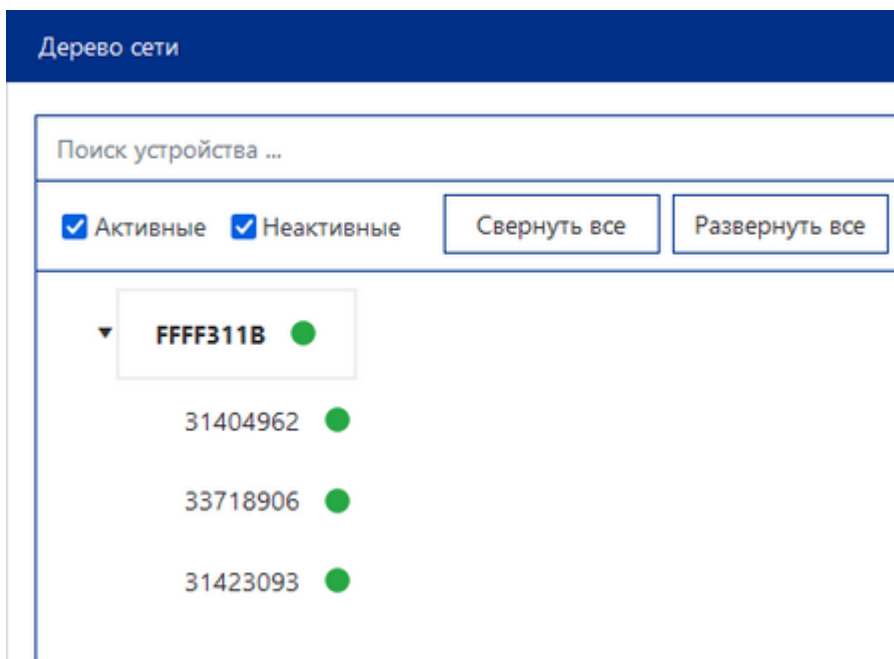 Дерево сети
Поиск устройства ...
Активные Неактивные Свернуть все Развернуть все
FFFF311B
31404962
33718906
31423093